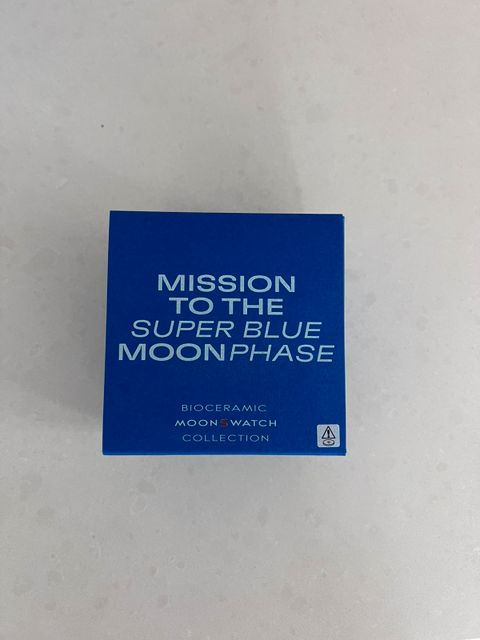 MISSION
TO THE
SUPER BLUE
MOONPHASE
BIOCERAMIC
MOONSWATCH
COLLECTION